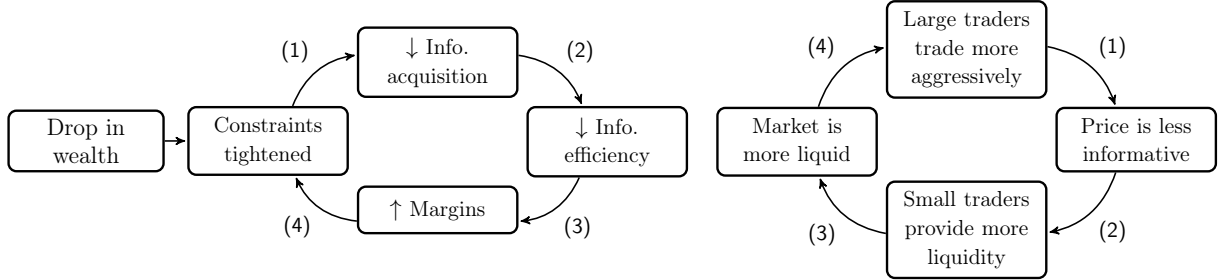 Drop in
wealth
Constraints
tightened
(1)
↓ Info.
acquisition
(2)
↓ Info.
efficiency
(3)
↑ Margins
(4)
Large traders
trade more
aggressively
(1)
Price is less
informative
(2)
Small traders
provide more
liquidity
(3)
Market is
more liquid
(4)